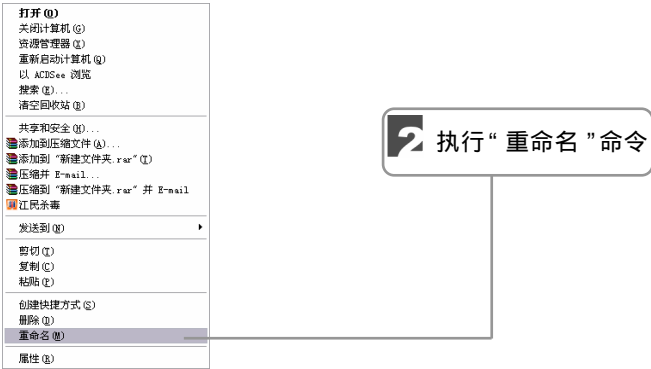 打开(O)
关闭计算机(G)
资源管理器(X)
重新启动计算机(Q)
以 ACDSee 浏览
搜索(E)...
清空回收站(B)
共享和安全(H)...
添加到压缩文件(A)...
添加到 "新建文件夹.rar"(T)
压缩并 E-mail...
压缩到 "新建文件夹.rar" 并 E-mail
江民杀毒
发送到(N)
剪切(T)
复制(C)
粘贴(P)
创建快捷方式(S)
删除(D)
重命名(M)
属性(R)
2 执行“重命名”命令